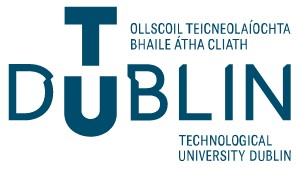 OLLSCOIL TEICNEOLAÍOCHTA
BHAILE ÁTHA CLIATH
TU
DUBLIN
TECHNOLOGICAL
UNIVERSITY DUBLIN